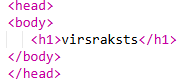 <head>
<body>
<h1>virsraksts</h1>
</body>
</head>